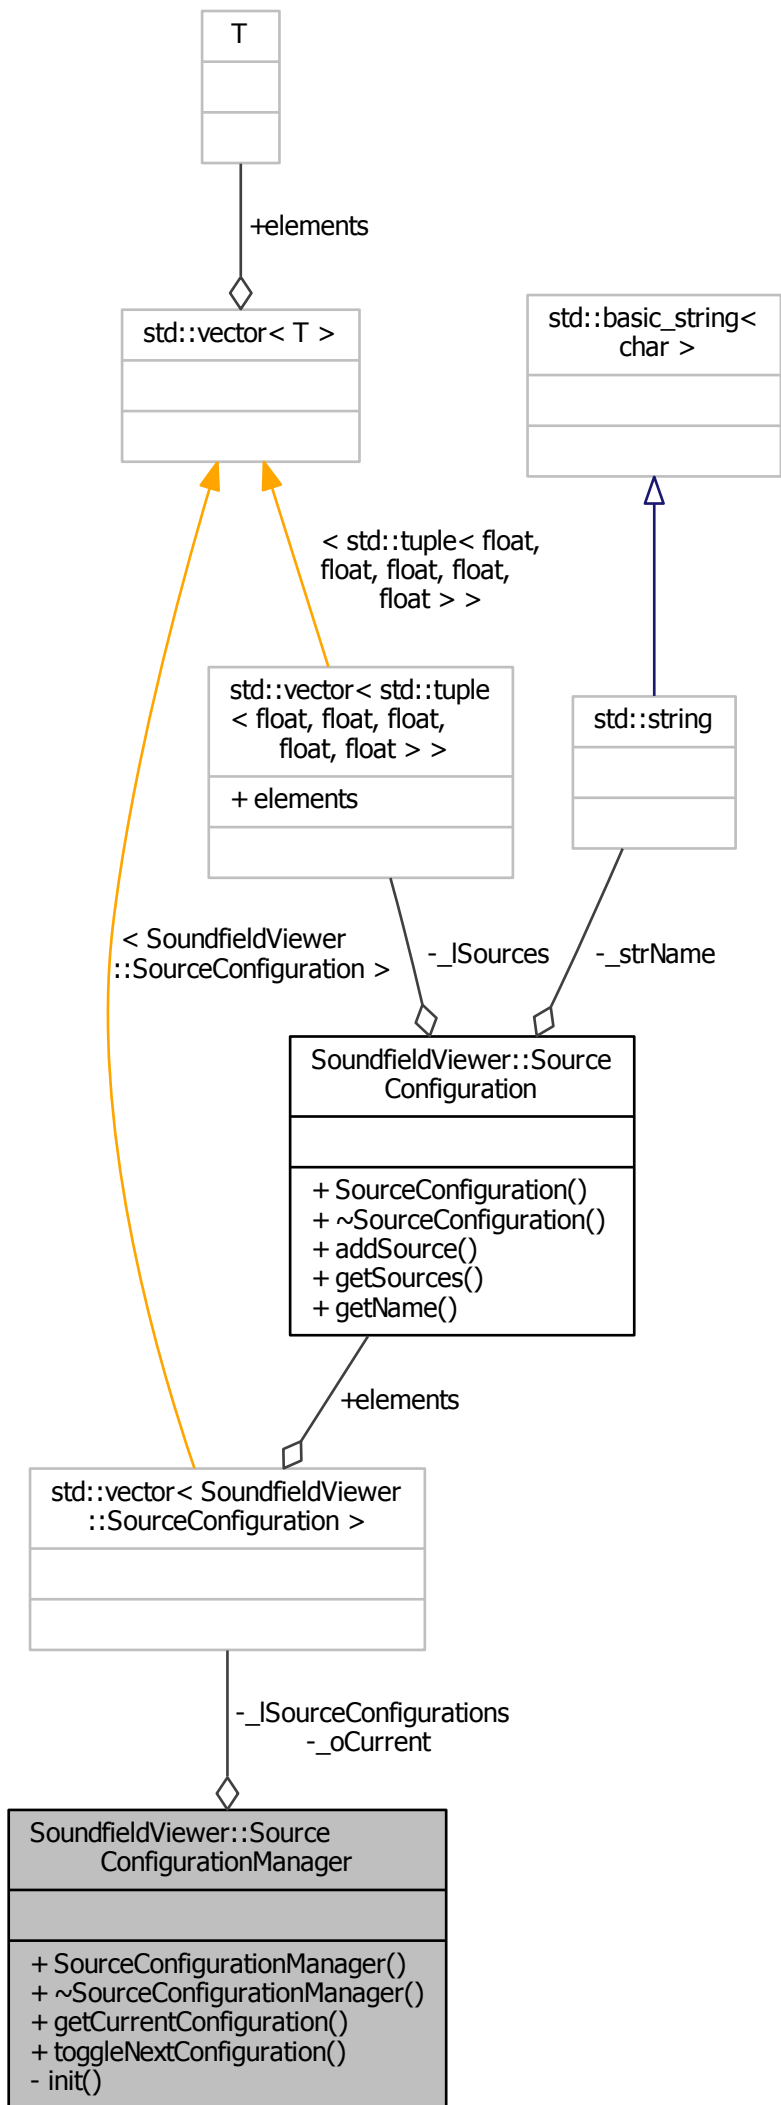 T
+elements
std::vector< T >
std::basic_string<
char >
< std::tuple< float,
float, float, float,
float > >
std::vector< std::tuple
< float, float, float,
float, float > >
+ elements
std::string
< SoundfieldViewer
::SourceConfiguration >
-_lSources
-_strName
SoundfieldViewer::Source
Configuration
+ SourceConfiguration()
+ ~SourceConfiguration()
+ addSource()
+ getSources()
+ getName()
+elements
std::vector< SoundfieldViewer
::SourceConfiguration >
-_lSourceConfigurations
-_oCurrent
SoundfieldViewer::Source
ConfigurationManager
+ SourceConfigurationManager()
+ ~SourceConfigurationManager()
+ getCurrentConfiguration()
+ toggleNextConfiguration()
- init()